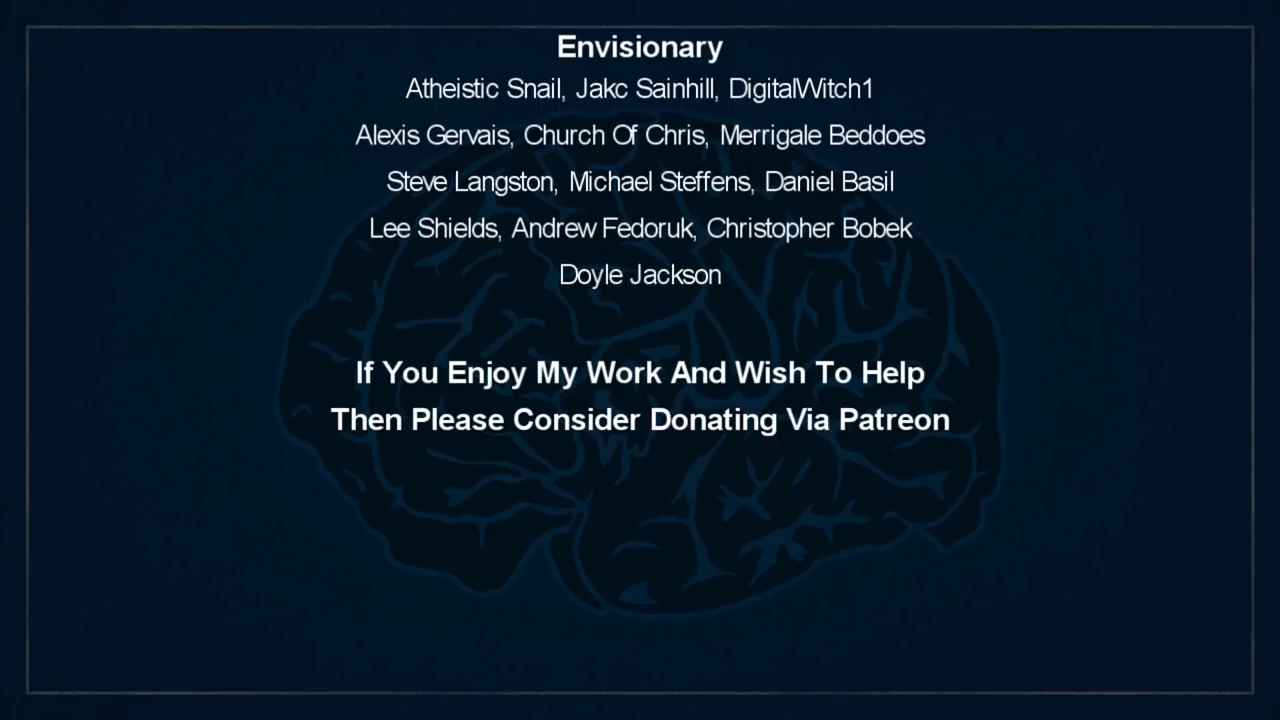 Envisionary
Atheistic Snail, Jakc Sainhill, DigitalWitch1
Alexis Gervais, Church Of Chris, Merrigale Beddoes
Steve Langston, Michael Steffens, Daniel Basil
Lee Shields, Andrew Fedoruk, Christopher Bobek
Doyle Jackson
If You Enjoy My Work And Wish To Help
Then Please Consider Donating Via Patreon